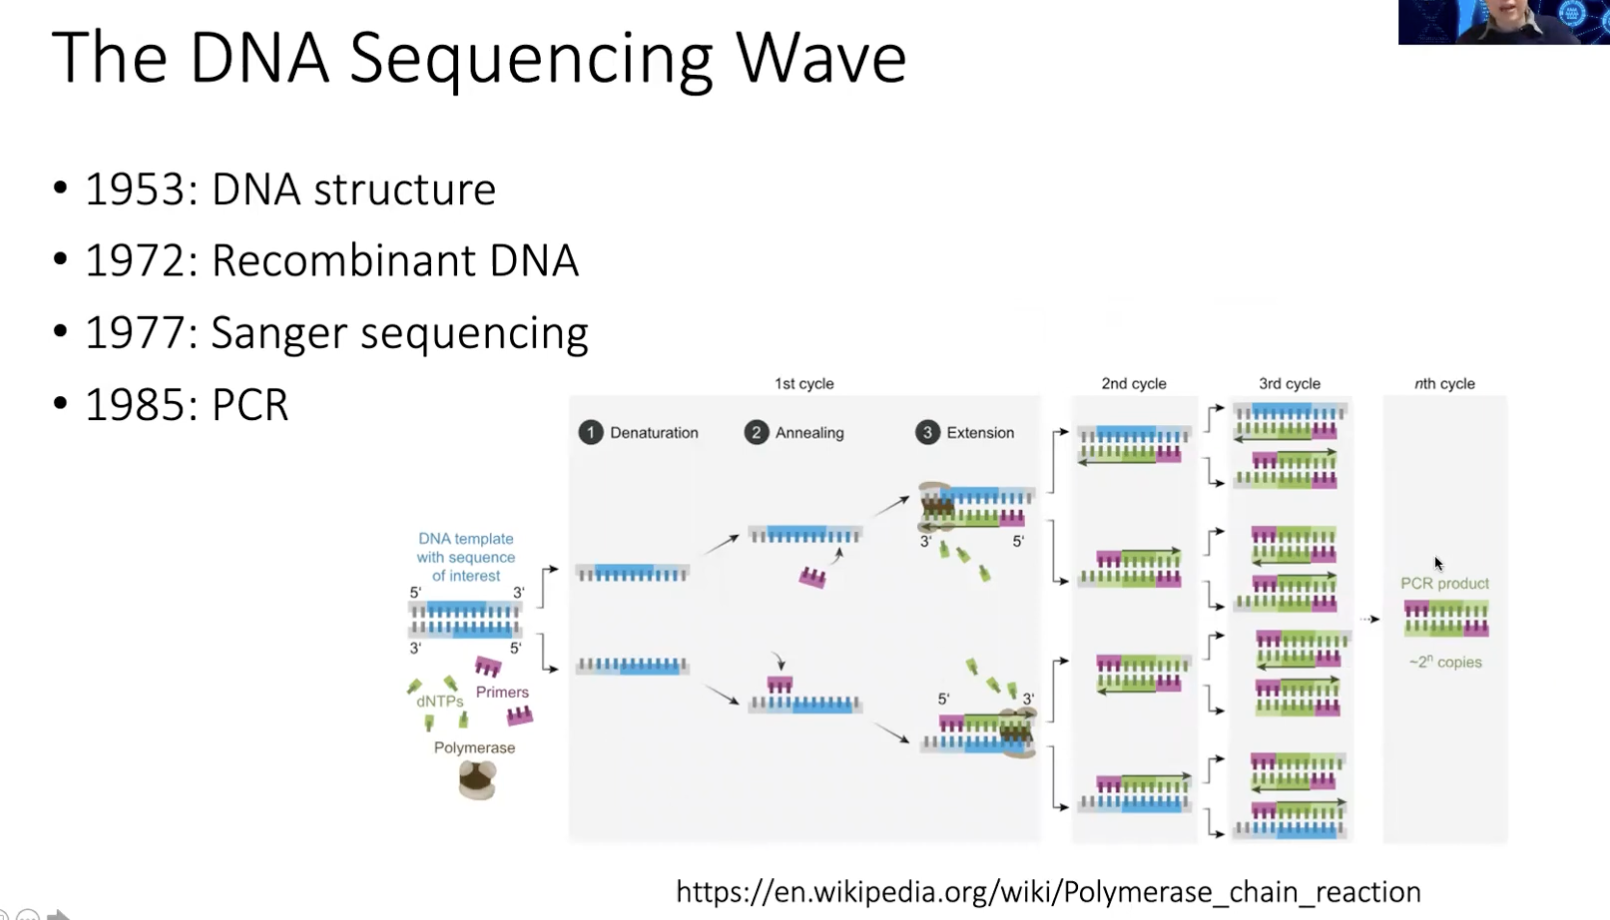 The DNA Sequencing Wave
• 1953: DNA structure
• 1972: Recombinant DNA
• 1977: Sanger sequencing
• 1985: PCR
1st cycle
2nd cycle
3rd cycle
nth cycle
1 Denaturation
2 Annealing
3 Extension
DNA template
with sequence
of interest
5' 3'
3' 5'
Primers
dNTPs
Polymerase
3' 5'
5' 3'
PCR product
~2ⁿ copies
https://en.wikipedia.org/wiki/Polymerase_chain_reaction